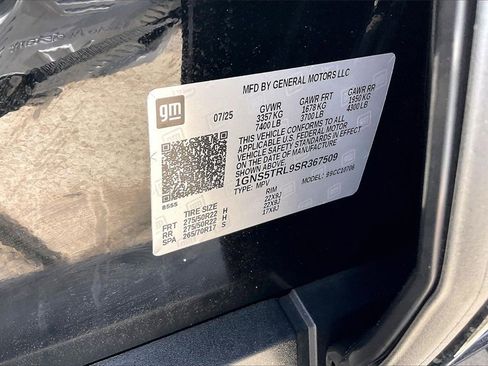 MFD BY GENERAL MOTORS LLC
gm
07/25 GVWR GAWR FRT GAWR RR
3357 KG 1678 KG 1950 KG
7400 LB 3700 LB 4300 LB
THIS VEHICLE CONFORMS TO ALL
APPLICABLE U.S. FEDERAL MOTOR
VEHICLE SAFETY AND THEFT
PREVENTION STANDARDS IN EFFECT
ON THE DATE OF MANUFACTURE
SHOWN ABOVE.
1GNS5TRL9SR367509
TYPE: MPV
TIRE SIZE RIM
FRT 275/50R22 H 22X9J
RR 275/50R22 H 22X9J
SPA 265/70R17 S 17X8J